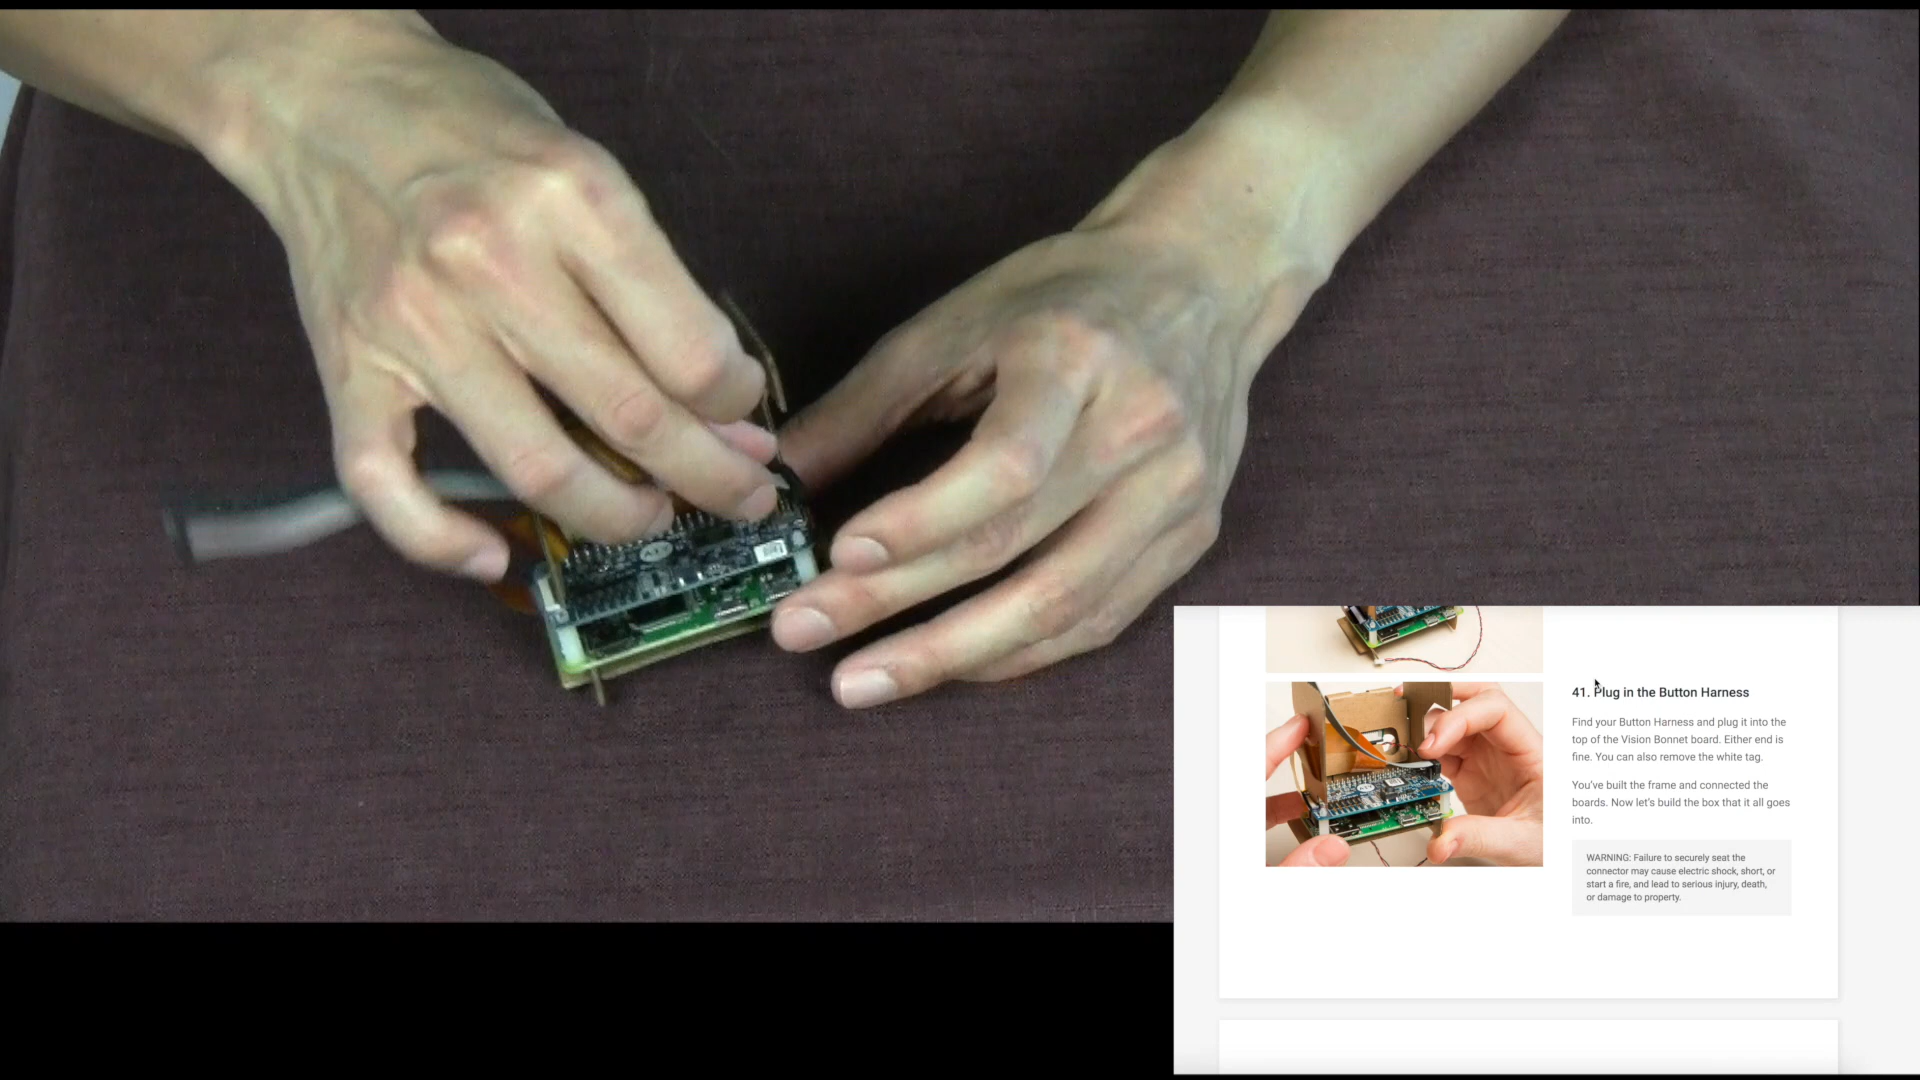 41. Plug in the Button Harness
Find your Button Harness and plug it into the
top of the Vision Bonnet board. Either end is
fine. You can also remove the white tag.
You've built the frame and connected the
boards. Now let's build the box that it all goes
into.
WARNING: Failure to securely seat the
connector may cause electric shock, short, or
start a fire, and lead to serious injury, death,
or damage to property.